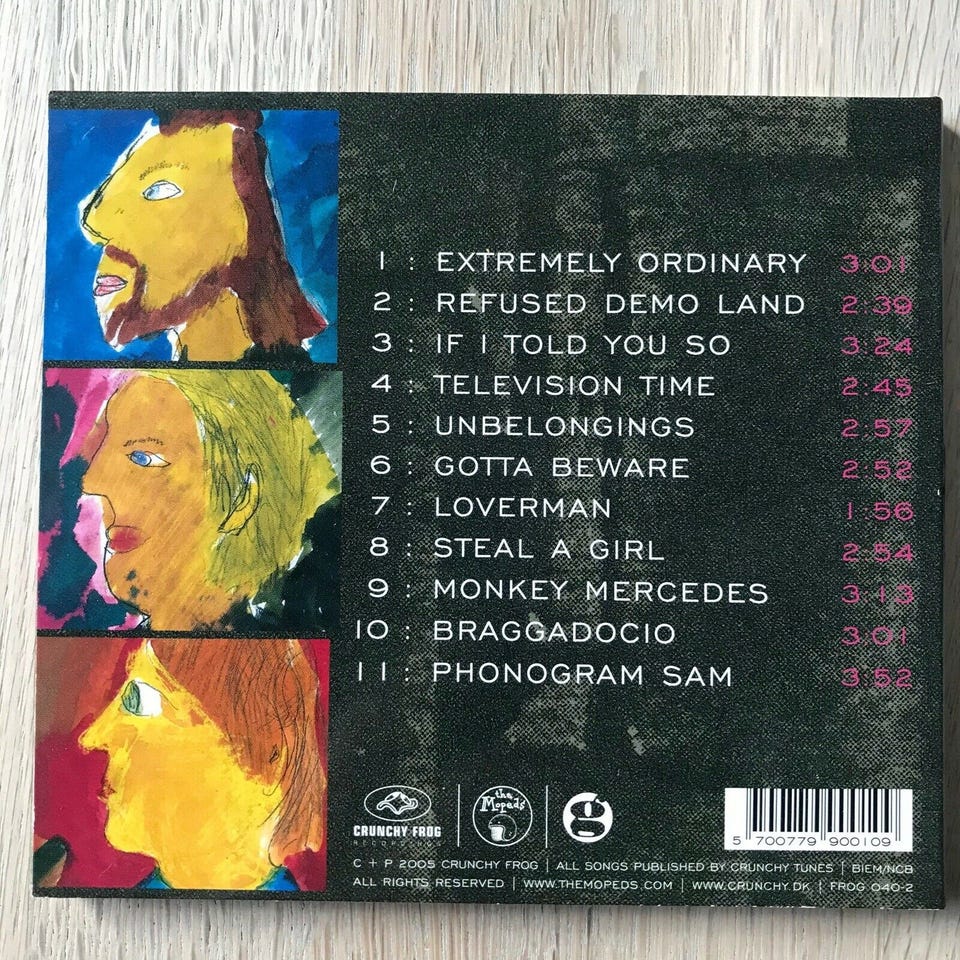 1 : EXTREMELY ORDINARY 3:01
2 : REFUSED DEMO LAND 2:39
3 : IF I TOLD YOU SO 3:24
4 : TELEVISION TIME 2:45
5 : UNBELONGINGS 2:57
6 : GOTTA BEWARE 2:52
7 : LOVERMAN 1:56
8 : STEAL A GIRL 2:54
9 : MONKEY MERCEDES 3:13
10 : BRAGGADOCIO 3:01
11 : PHONOGRAM SAM 3:52
the Mopeds
CRUNCHY FROG
RECORDINGS
g
5 700779 900109
C + P 2005 CRUNCHY FROG | ALL SONGS PUBLISHED BY CRUNCHY TUNES | BIEM/NCB
ALL RIGHTS RESERVED | WWW.THEMOPEDS.COM | WWW.CRUNCHY.DK | FROG 040-2